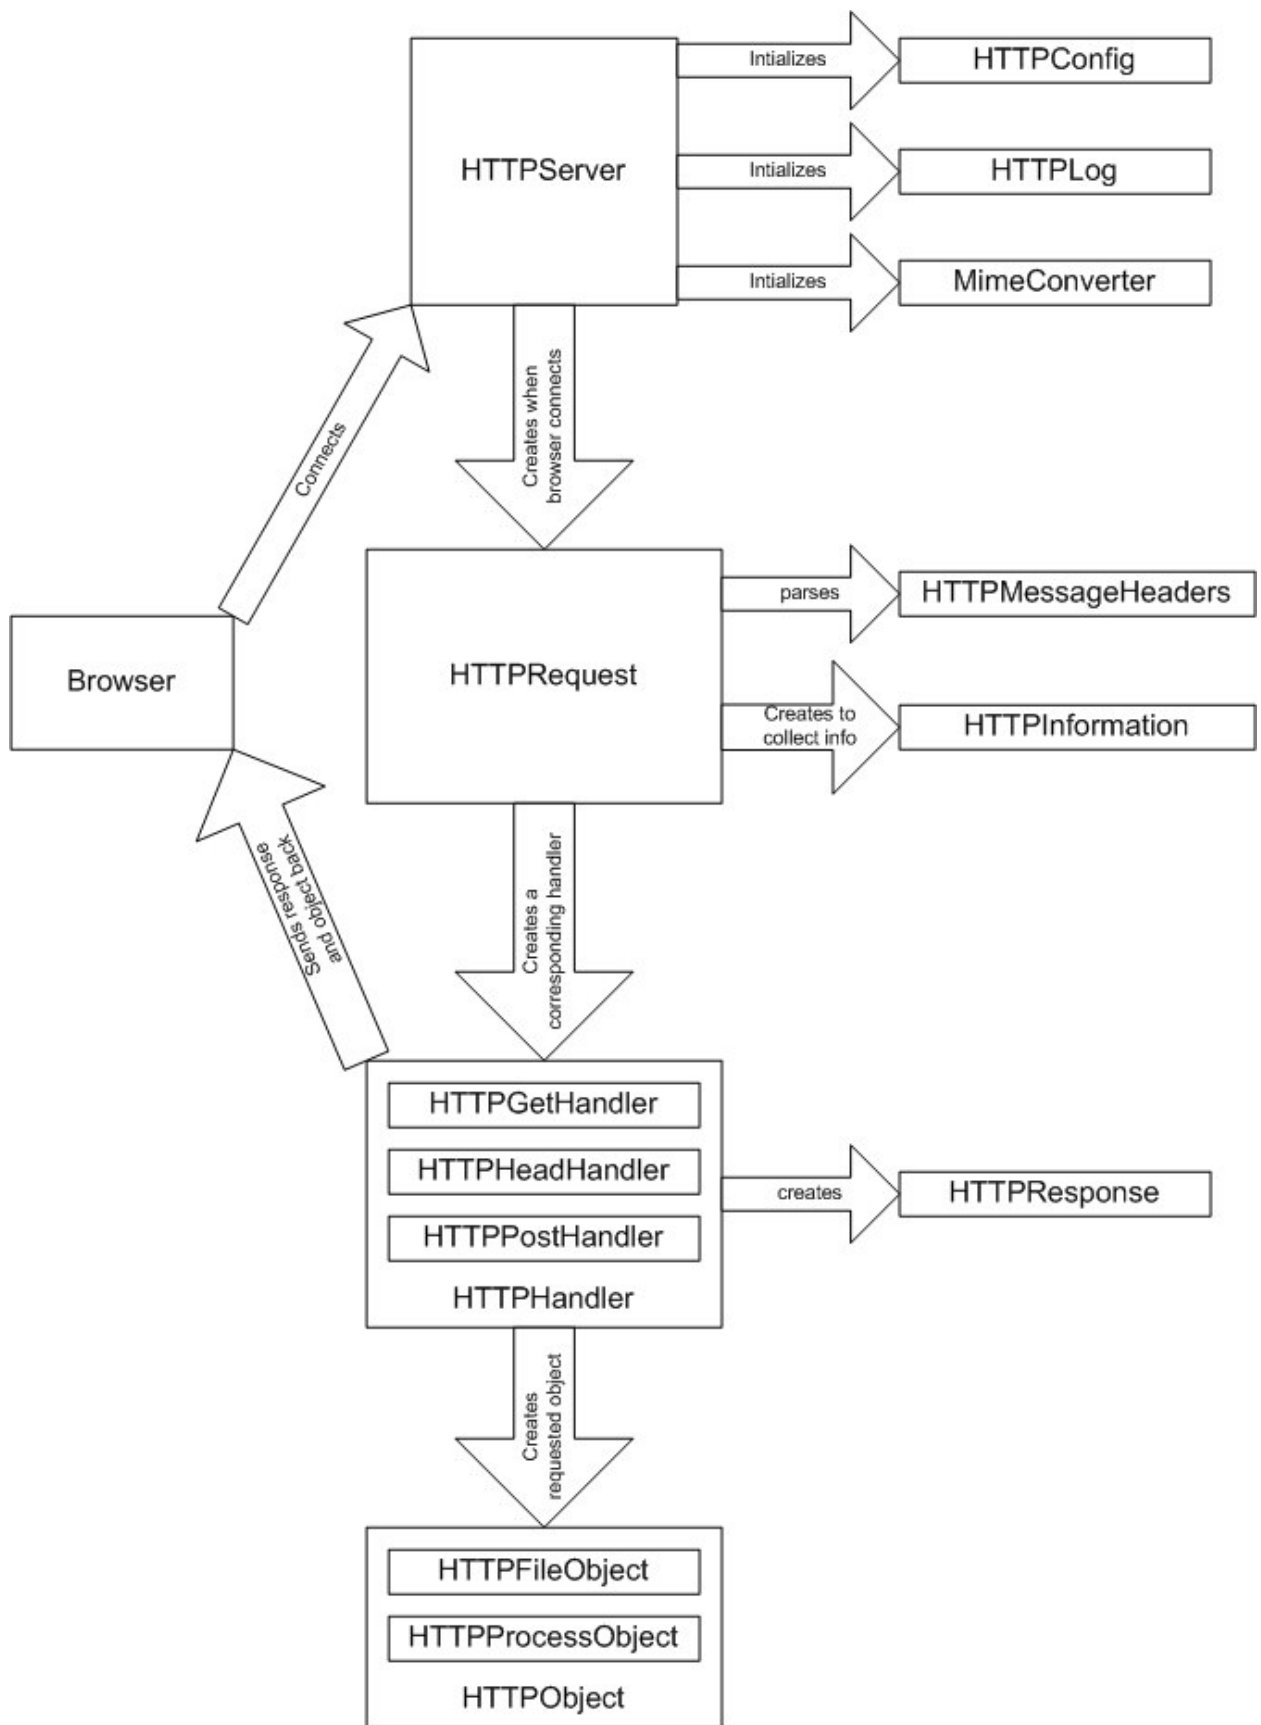 Intializes
HTTPConfig
HTTPServer
Intializes
HTTPLog
Intializes
MimeConverter
Connects
Creates when
browser connects
parses
HTTPMessageHeaders
Browser
HTTPRequest
Creates to
collect info
HTTPInformation
Sends response
and object back
Creates a
corresponding handler
HTTPGetHandler
HTTPHeadHandler
creates
HTTPResponse
HTTPPostHandler
HTTPHandler
Creates
requested object
HTTPFileObject
HTTPProcessObject
HTTPObject